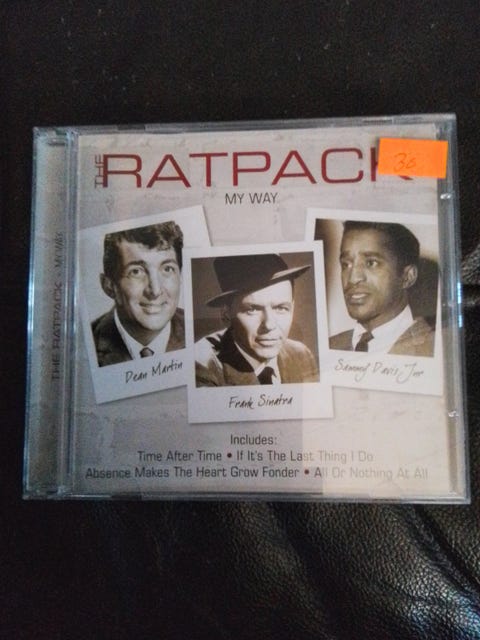 THE RATPACK
MY WAY
30
THE RATPACK - MY WAY
Dean Martin
Frank Sinatra
Sammy Davis Jnr
Includes:
Time After Time • If It's The Last Thing I Do
Absence Makes The Heart Grow Fonder • All Or Nothing At All